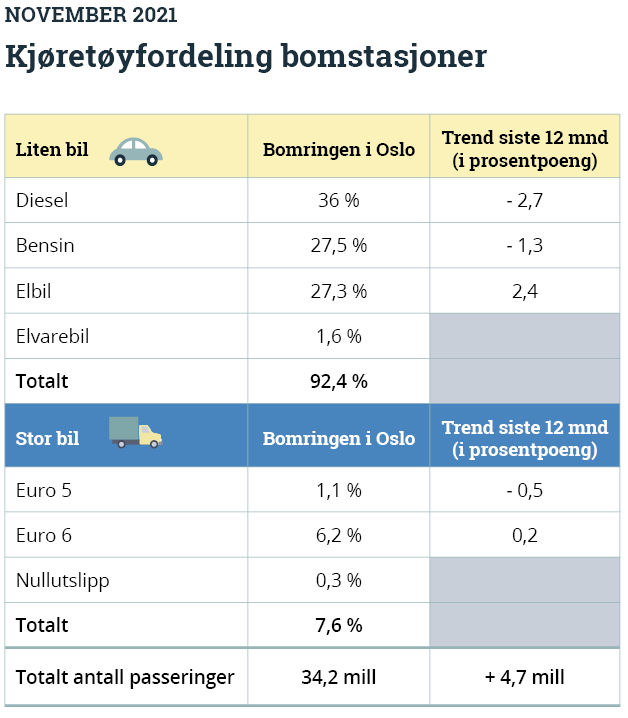 NOVEMBER 2021
Kjøretøyfordeling bomstasjoner
Liten bil Bomringen i Oslo Trend siste 12 mnd
(i prosentpoeng)
Diesel 36 % - 2,7
Bensin 27,5 % - 1,3
Elbil 27,3 % 2,4
Elvarebil 1,6 %
Totalt 92,4 %
Stor bil Bomringen i Oslo Trend siste 12 mnd
(i prosentpoeng)
Euro 5 1,1 % - 0,5
Euro 6 6,2 % 0,2
Nullutslipp 0,3 %
Totalt 7,6 %
Totalt antall passeringer 34,2 mill + 4,7 mill